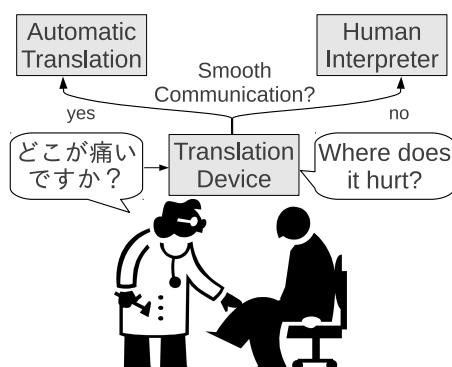 Automatic
Translation
Human
Interpreter
Smooth
Communication?
yes
no
どこが痛い
ですか？
Translation
Device
Where does
it hurt?